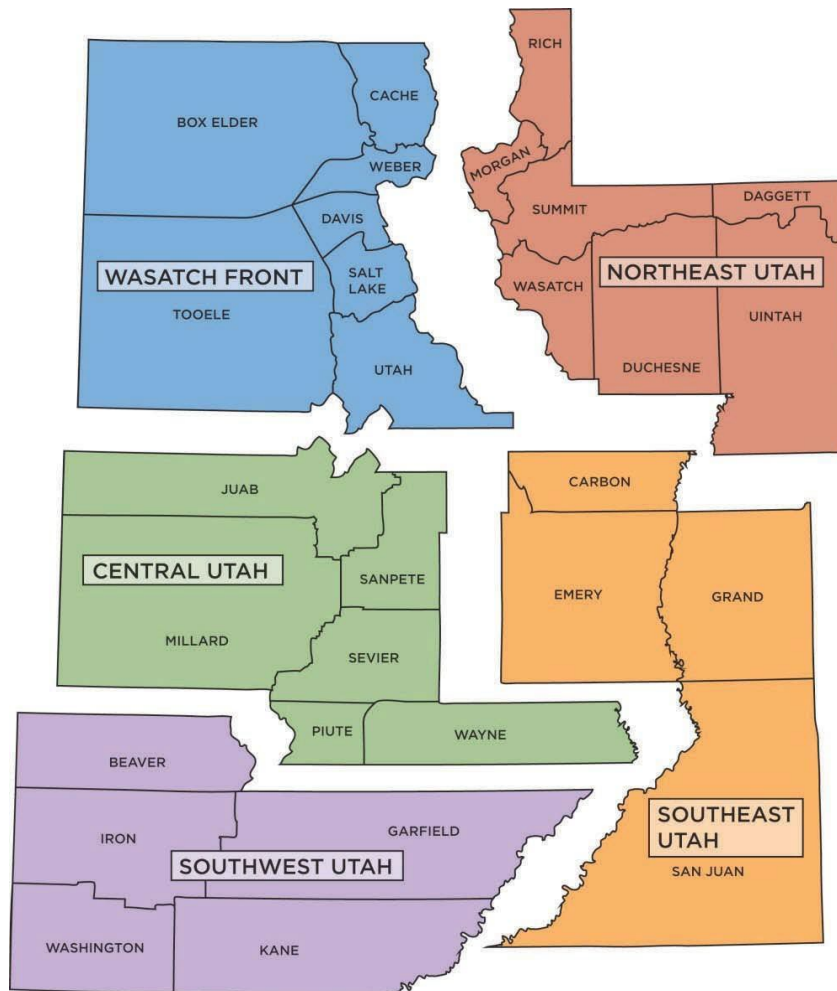 RICH
CACHE
BOX ELDER
MORGAN
WEBER
DAGGETT
SUMMIT
DAVIS
WASATCH FRONT
SALT
LAKE
NORTHEAST UTAH
WASATCH
TOOELE
UINTAH
UTAH
DUCHESNE
JUAB
CARBON
CENTRAL UTAH
SANPETE
EMERY
GRAND
MILLARD
SEVIER
PIUTE
WAYNE
BEAVER
IRON
GARFIELD
SOUTHEAST
UTAH
SOUTHWEST UTAH
SAN JUAN
WASHINGTON
KANE